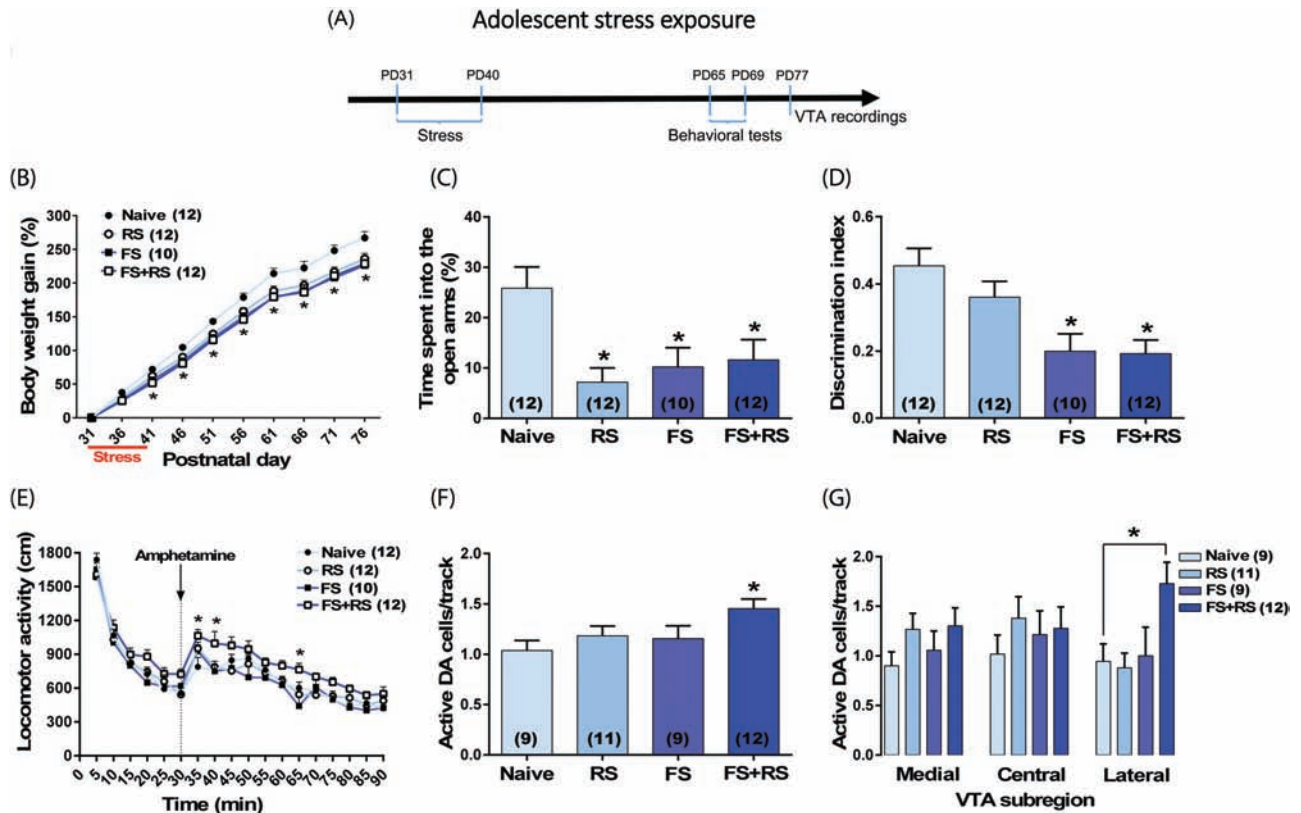 (A) Adolescent stress exposure
PD31 PD40 PD65 PD69 PD77
VTA recordings
Stress Behavioral tests
(B)
Body weight gain (%)
300
250
200
150
100
50
0
Naive (12)
RS (12)
FS (10)
FS+RS (12)
* * * * * * * *
31 36 41 46 51 56 61 66 71 76
Stress Postnatal day
(C)
Time spent into the
open arms (%)
40
30
20
10
0
* * *
(12) (12) (10) (12)
Naive RS FS FS+RS
(D)
Discrimination index
0.6
0.4
0.2
0.0
* *
(12) (12) (10) (12)
Naive RS FS FS+RS
(E)
Locomotor activity (cm)
1800
1500
1200
900
600
300
0
Amphetamine
Naive (12)
RS (12)
FS (10)
FS+RS (12)
* * *
0 5 10 15 20 25 30 35 40 45 50 55 60 65 70 75 80 85 90
Time (min)
(F)
Active DA cells/track
2.0
1.5
1.0
0.5
0.0
*
(9) (11) (9) (12)
Naive RS FS FS+RS
(G)
Active DA cells/track
2.0
1.5
1.0
0.5
0.0
Naive (9)
RS (11)
FS (9)
FS+RS (12)
*
Medial Central Lateral
VTA subregion